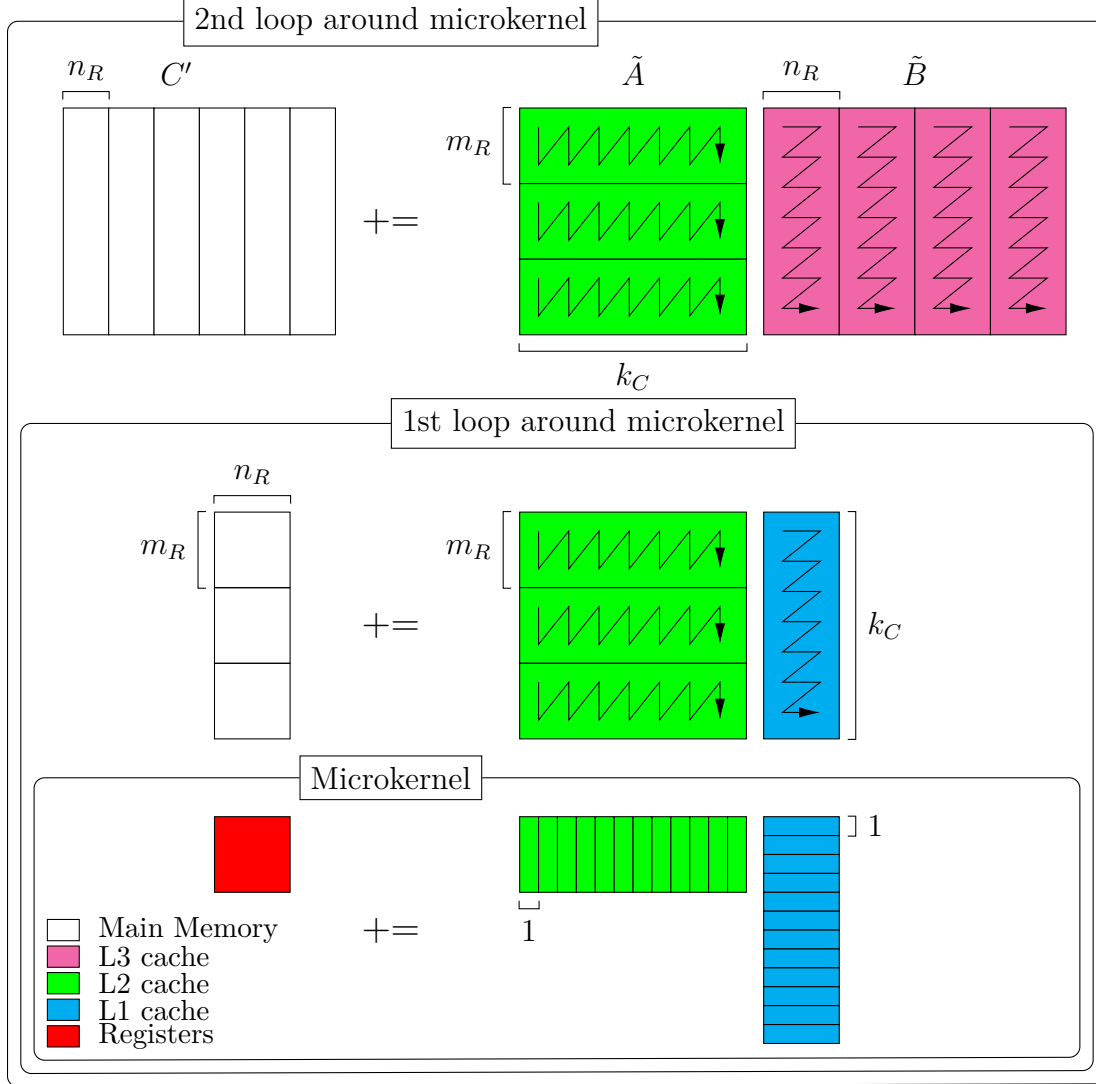 2nd loop around microkernel
n_R C′ Ã n_R B̃
m_R
+=
k_C
1st loop around microkernel
n_R
m_R m_R
+= k_C
Microkernel
1
+=
1
Main Memory
L3 cache
L2 cache
L1 cache
Registers